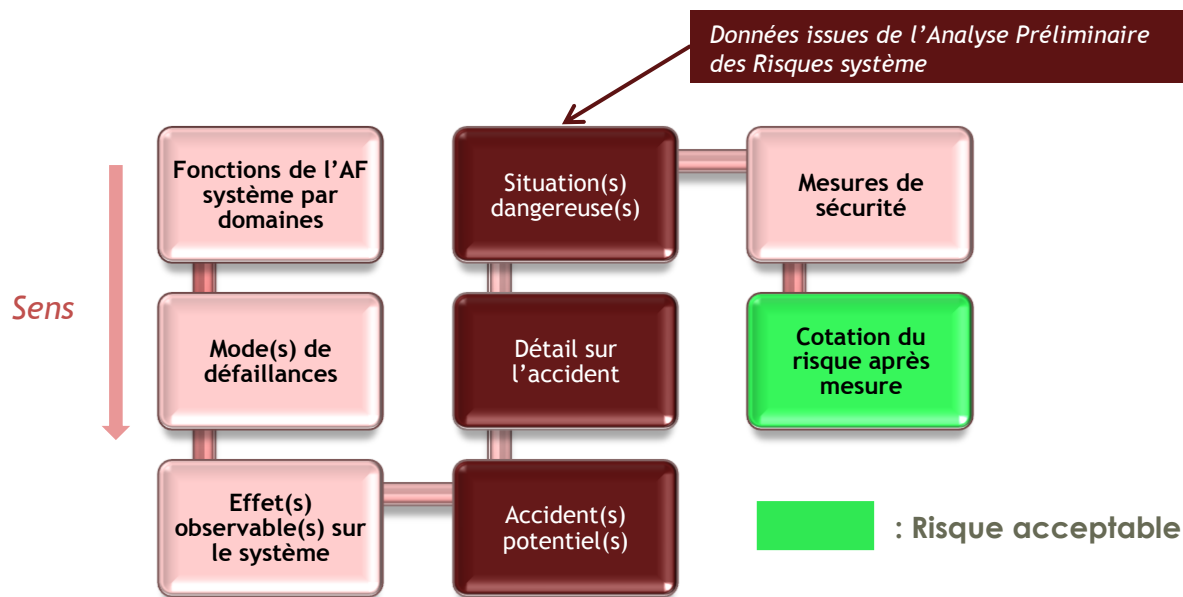 Données issues de l’Analyse Préliminaire
des Risques système
Sens
Fonctions de l’AF
système par
domaines
Mode(s) de
défaillances
Effet(s)
observable(s) sur
le système
Accident(s)
potentiel(s)
Détail sur
l’accident
Situation(s)
dangereuse(s)
Mesures de
sécurité
Cotation du
risque après
mesure
: Risque acceptable